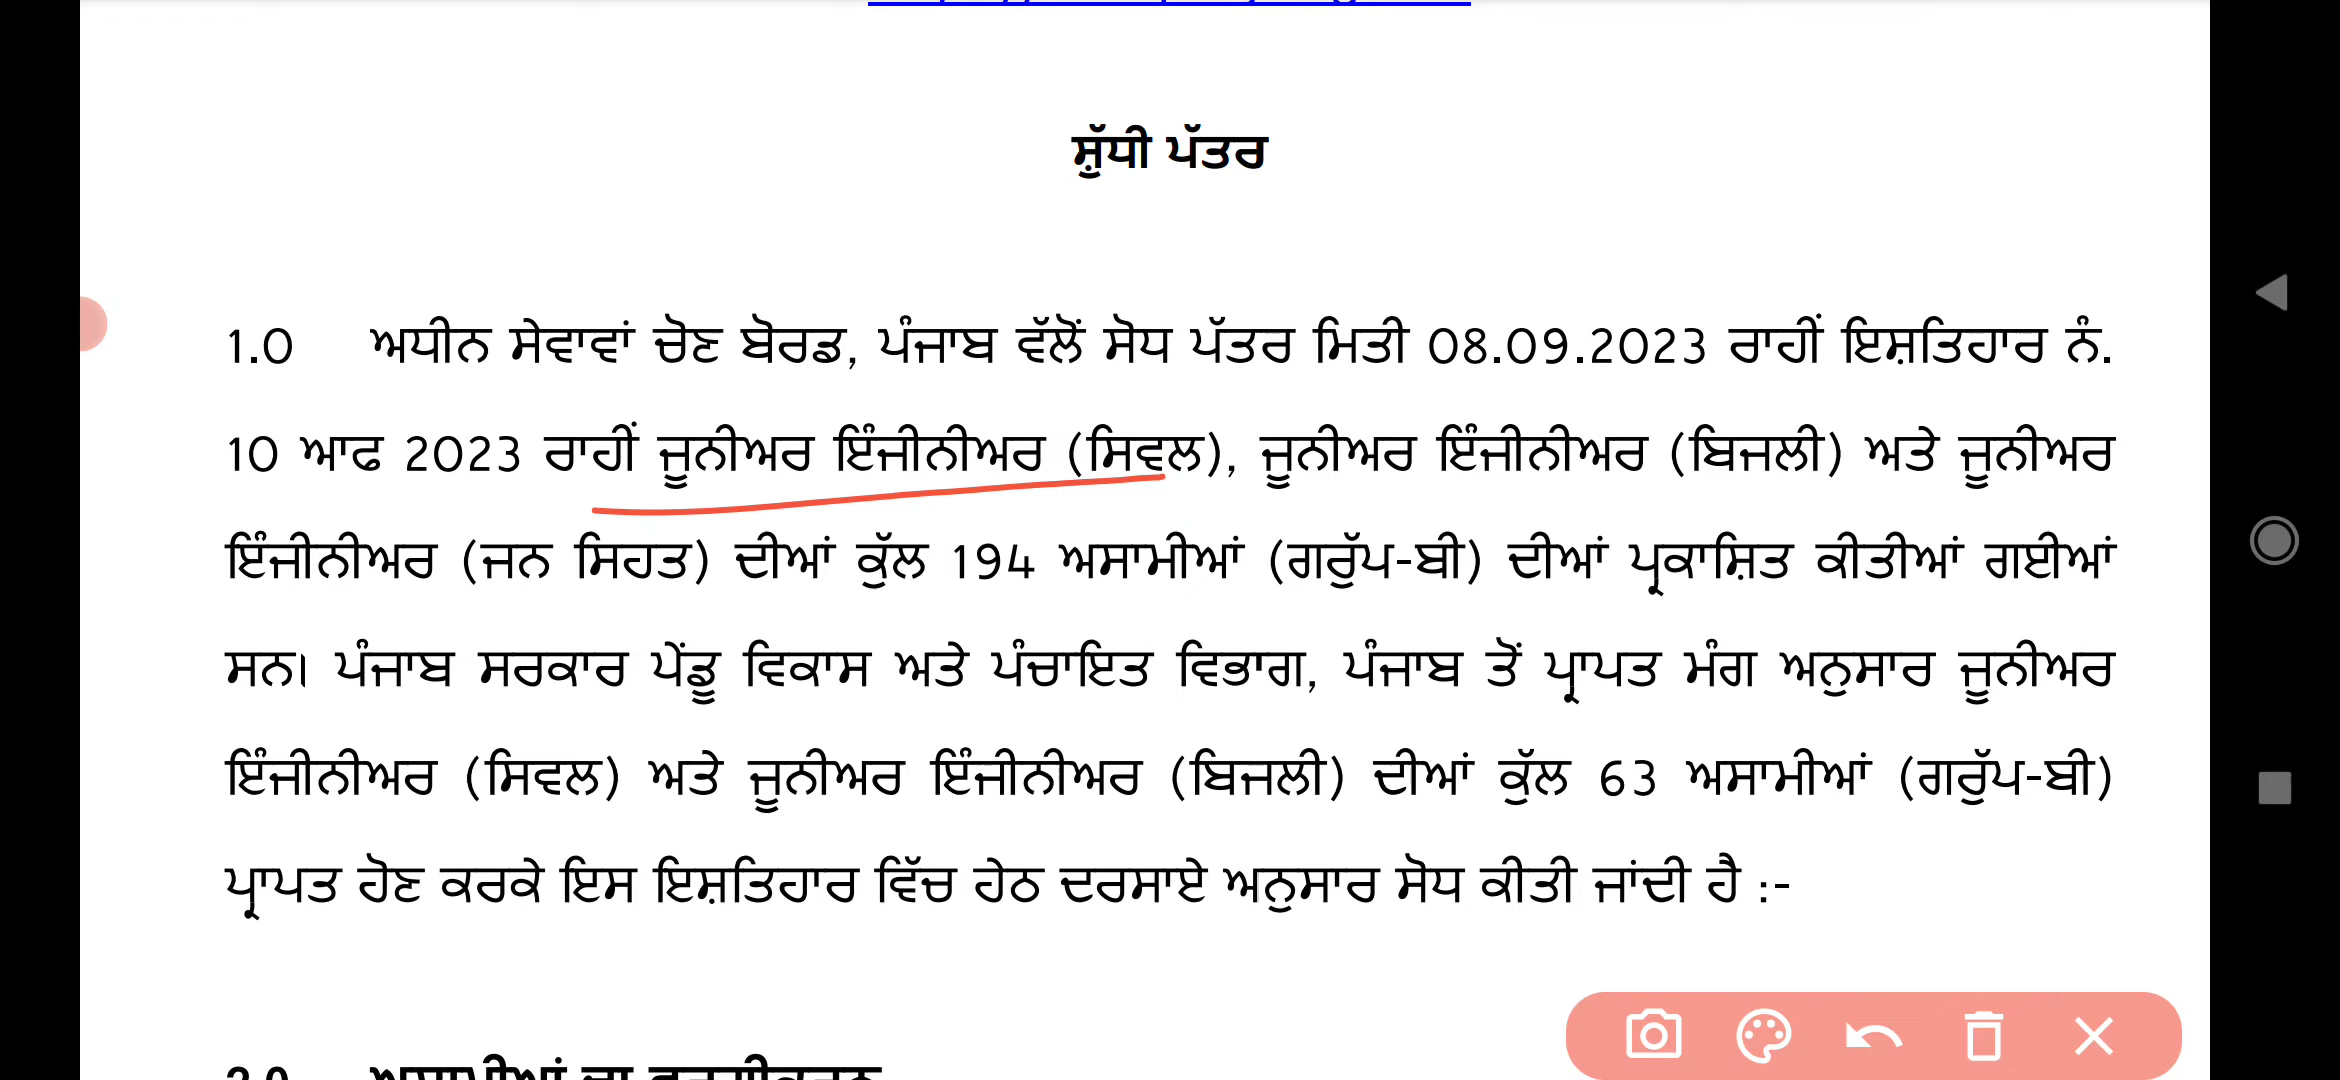 ਸ਼ੁੱਧੀ ਪੱਤਰ
1.0 ਅਧੀਨ ਸੇਵਾਵਾਂ ਚੋਣ ਬੋਰਡ, ਪੰਜਾਬ ਵੱਲੋਂ ਸੋਧ ਪੱਤਰ ਮਿਤੀ 08.09.2023 ਰਾਹੀਂ ਇਸ਼ਤਿਹਾਰ ਨੰ.
10 ਆਫ 2023 ਰਾਹੀਂ ਜੂਨੀਅਰ ਇੰਜੀਨੀਅਰ (ਸਿਵਲ), ਜੂਨੀਅਰ ਇੰਜੀਨੀਅਰ (ਬਿਜਲੀ) ਅਤੇ ਜੂਨੀਅਰ
ਇੰਜੀਨੀਅਰ (ਜਨ ਸਿਹਤ) ਦੀਆਂ ਕੁੱਲ 194 ਅਸਾਮੀਆਂ (ਗਰੁੱਪ-ਬੀ) ਦੀਆਂ ਪ੍ਰਕਾਸ਼ਿਤ ਕੀਤੀਆਂ ਗਈਆਂ
ਸਨ। ਪੰਜਾਬ ਸਰਕਾਰ ਪੇਂਡੂ ਵਿਕਾਸ ਅਤੇ ਪੰਚਾਇਤ ਵਿਭਾਗ, ਪੰਜਾਬ ਤੋਂ ਪ੍ਰਾਪਤ ਮੰਗ ਅਨੁਸਾਰ ਜੂਨੀਅਰ
ਇੰਜੀਨੀਅਰ (ਸਿਵਲ) ਅਤੇ ਜੂਨੀਅਰ ਇੰਜੀਨੀਅਰ (ਬਿਜਲੀ) ਦੀਆਂ ਕੁੱਲ 63 ਅਸਾਮੀਆਂ (ਗਰੁੱਪ-ਬੀ)
ਪ੍ਰਾਪਤ ਹੋਣ ਕਰਕੇ ਇਸ ਇਸ਼ਤਿਹਾਰ ਵਿੱਚ ਹੇਠ ਦਰਸਾਏ ਅਨੁਸਾਰ ਸੋਧ ਕੀਤੀ ਜਾਂਦੀ ਹੈ :-